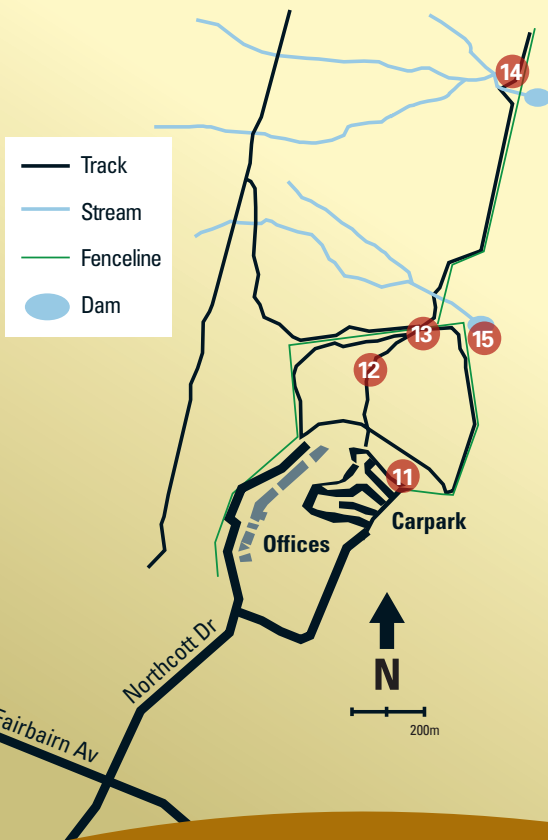 14
Track
Stream
Fenceline
Dam
13
15
12
11
Carpark
Offices
Northcott Dr
N
Fairbairn Av
200m